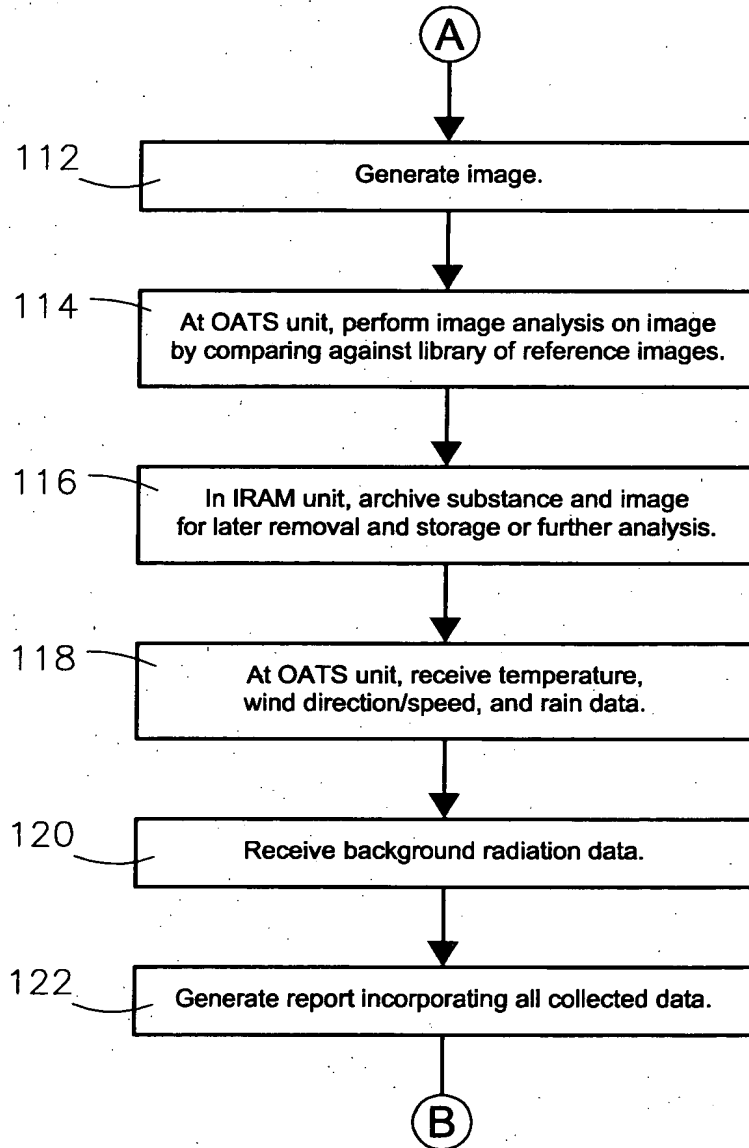 A
112
Generate image.
114
At OATS unit, perform image analysis on image
by comparing against library of reference images.
116
In IRAM unit, archive substance and image
for later removal and storage or further analysis.
118
At OATS unit, receive temperature,
wind direction/speed, and rain data.
120
Receive background radiation data.
122
Generate report incorporating all collected data.
B